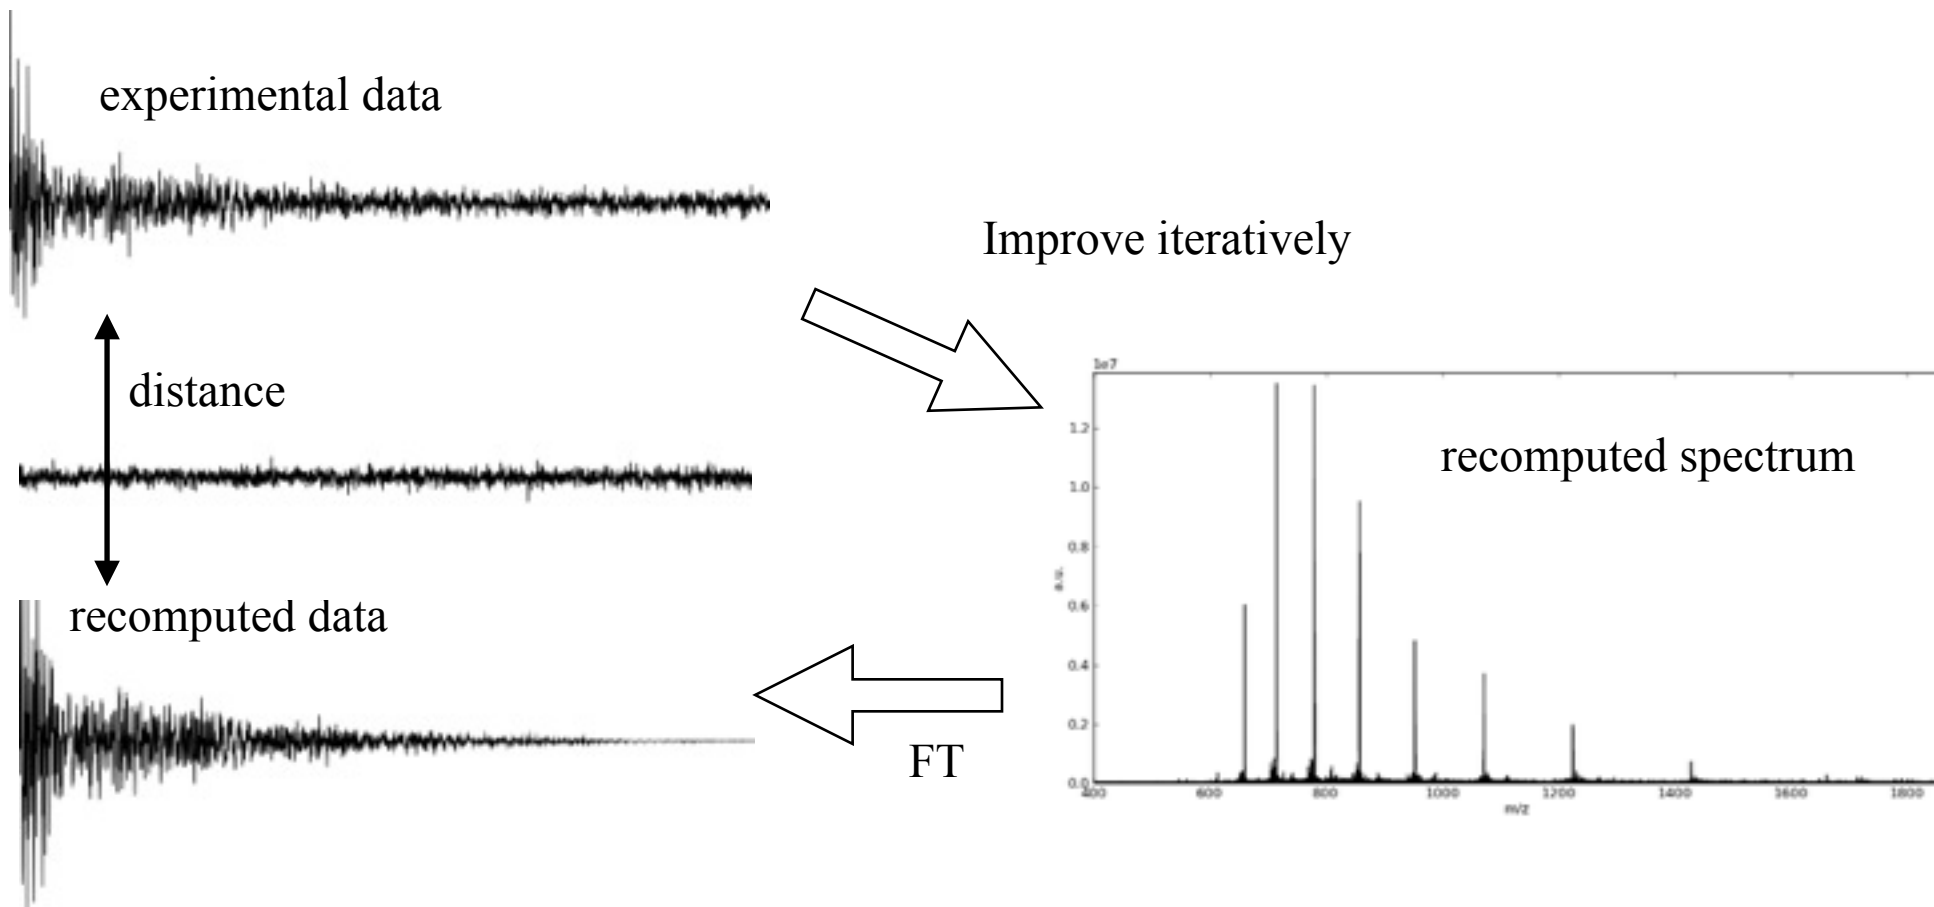 experimental data
Improve iteratively
distance
recomputed data
FT
1e7
recomputed spectrum
1.2
1.0
0.8
0.6
0.4
0.2
0.0
a.u.
400 600 800 1000 1200 1400 1600 1800
m/z